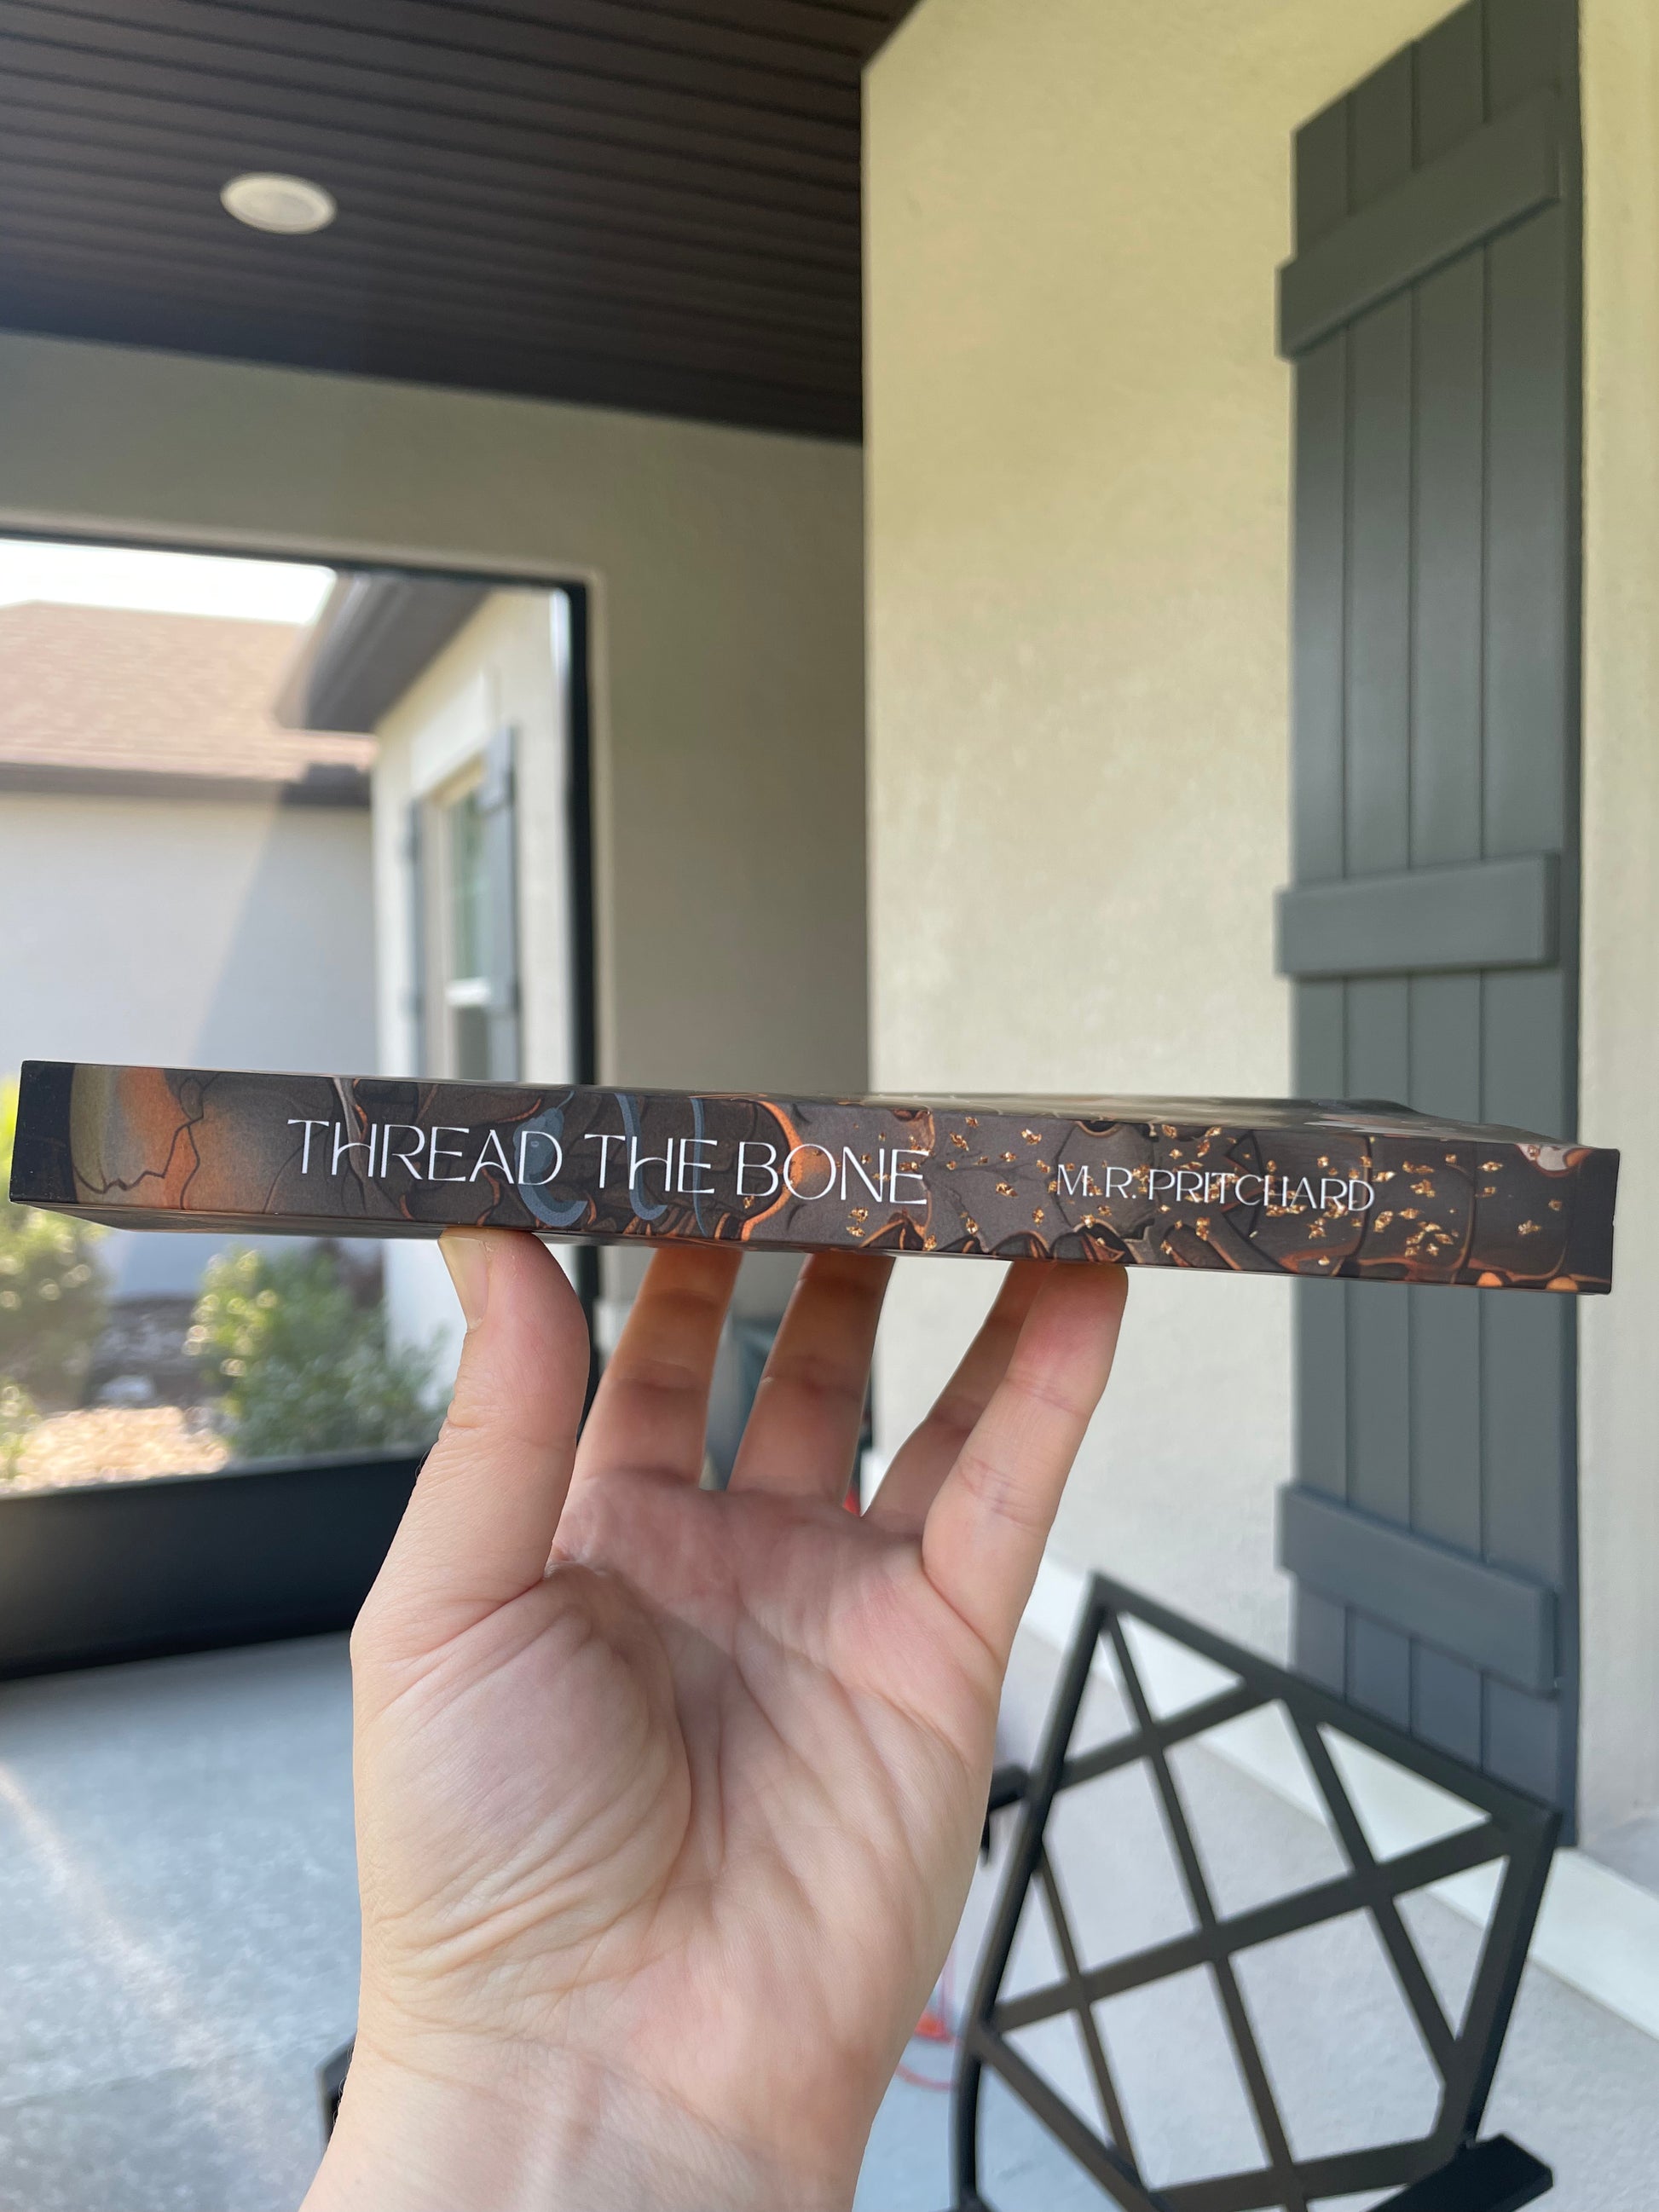 THREAD THE BONE M. R. PRITCHARD